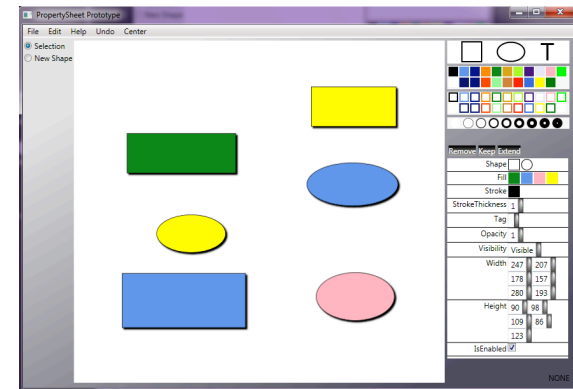 PropertySheet Prototype
New Shape
File Edit Help Undo Center
Selection
New Shape
T
Remove Keep Extend
Shape
Fill
Stroke
StrokeThickness 1
Tag
Opacity 1
Visibility Visible
Width 247 207
178 157
280 193
Height 90 98
109 86
123
IsEnabled
NONE